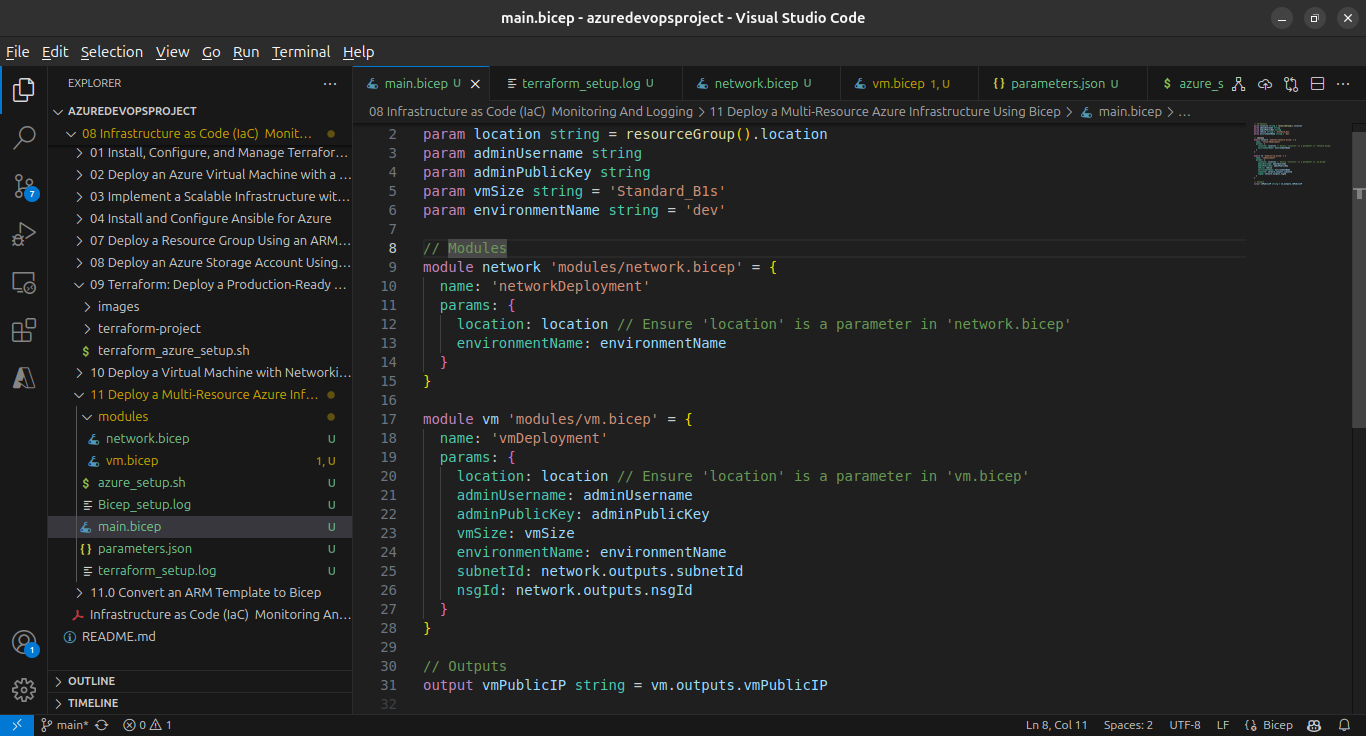 main.bicep - azuredevopsproject - Visual Studio Code
File Edit Selection View Go Run Terminal Help
EXPLORER
AZUREDEVOPSPROJECT
08 Infrastructure as Code (IaC) Monit...
01 Install, Configure, and Manage Terrafor...
02 Deploy an Azure Virtual Machine with a ...
03 Implement a Scalable Infrastructure wit...
04 Install and Configure Ansible for Azure
07 Deploy a Resource Group Using an ARM...
08 Deploy an Azure Storage Account Using...
09 Terraform: Deploy a Production-Ready ...
images
terraform-project
$ terraform_azure_setup.sh
10 Deploy a Virtual Machine with Networki...
11 Deploy a Multi-Resource Azure Inf...
modules
network.bicep U
vm.bicep 1, U
$ azure_setup.sh U
Bicep_setup.log U
main.bicep U
{} parameters.json U
terraform_setup.log U
11.0 Convert an ARM Template to Bicep
Infrastructure as Code (IaC) Monitoring An...
README.md
OUTLINE
TIMELINE
7
1
main.bicep U terraform_setup.log U network.bicep U vm.bicep 1, U {} parameters.json U $ azure_s
08 Infrastructure as Code (IaC) Monitoring And Logging > 11 Deploy a Multi-Resource Azure Infrastructure Using Bicep > main.bicep > ...
2 param location string = resourceGroup().location
3 param adminUsername string
4 param adminPublicKey string
5 param vmSize string = 'Standard_B1s'
6 param environmentName string = 'dev'
7
8 // Modules
9 module network 'modules/network.bicep' = {
10 name: 'networkDeployment'
11 params: {
12 location: location // Ensure 'location' is a parameter in 'network.bicep'
13 environmentName: environmentName
14 }
15 }
16
17 module vm 'modules/vm.bicep' = {
18 name: 'vmDeployment'
19 params: {
20 location: location // Ensure 'location' is a parameter in 'vm.bicep'
21 adminUsername: adminUsername
22 adminPublicKey: adminPublicKey
23 vmSize: vmSize
24 environmentName: environmentName
25 subnetId: network.outputs.subnetId
26 nsgId: network.outputs.nsgId
27 }
28 }
29
30 // Outputs
31 output vmPublicIP string = vm.outputs.vmPublicIP
32
main* 0 1 Ln 8, Col 11 Spaces: 2 UTF-8 LF {} Bicep